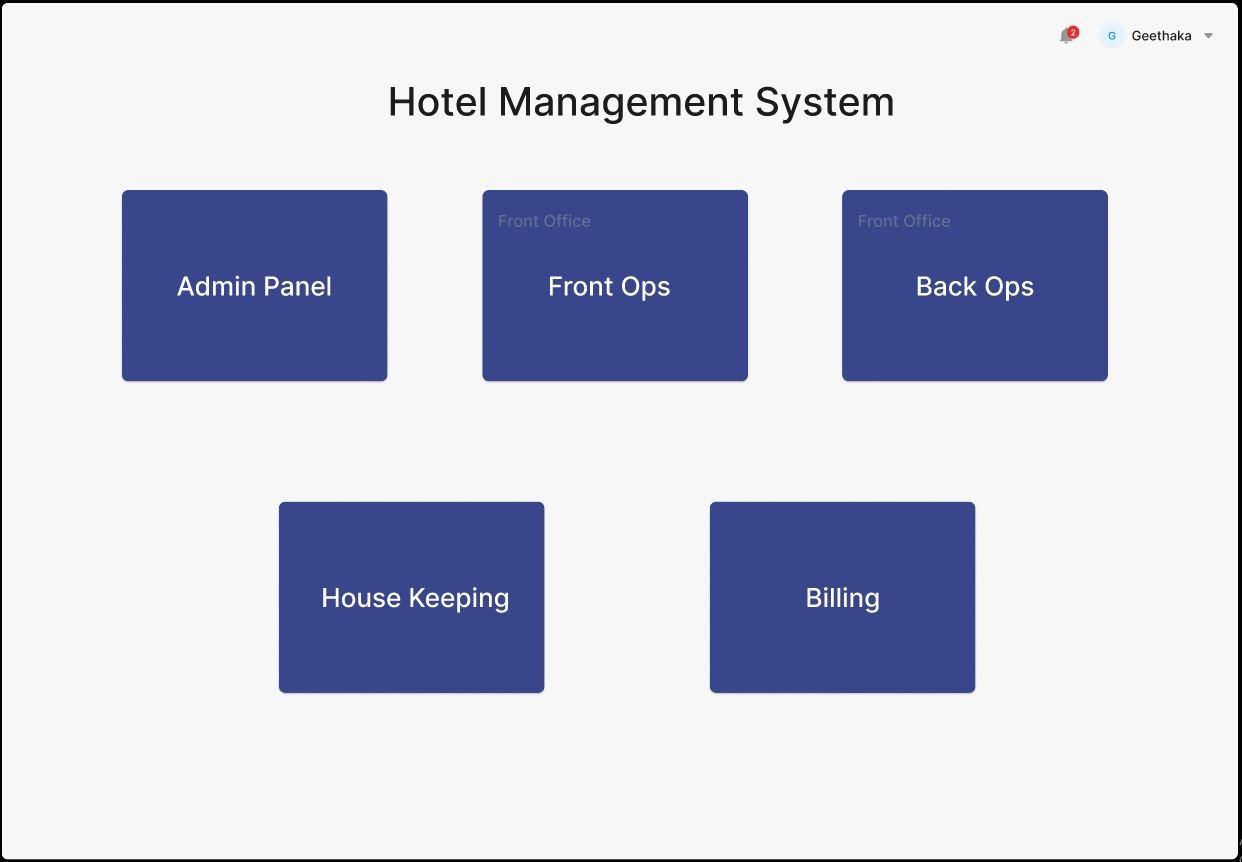 2
G
Geethaka
Hotel Management System
Front Office
Front Office
Admin Panel
Front Ops
Back Ops
House Keeping
Billing